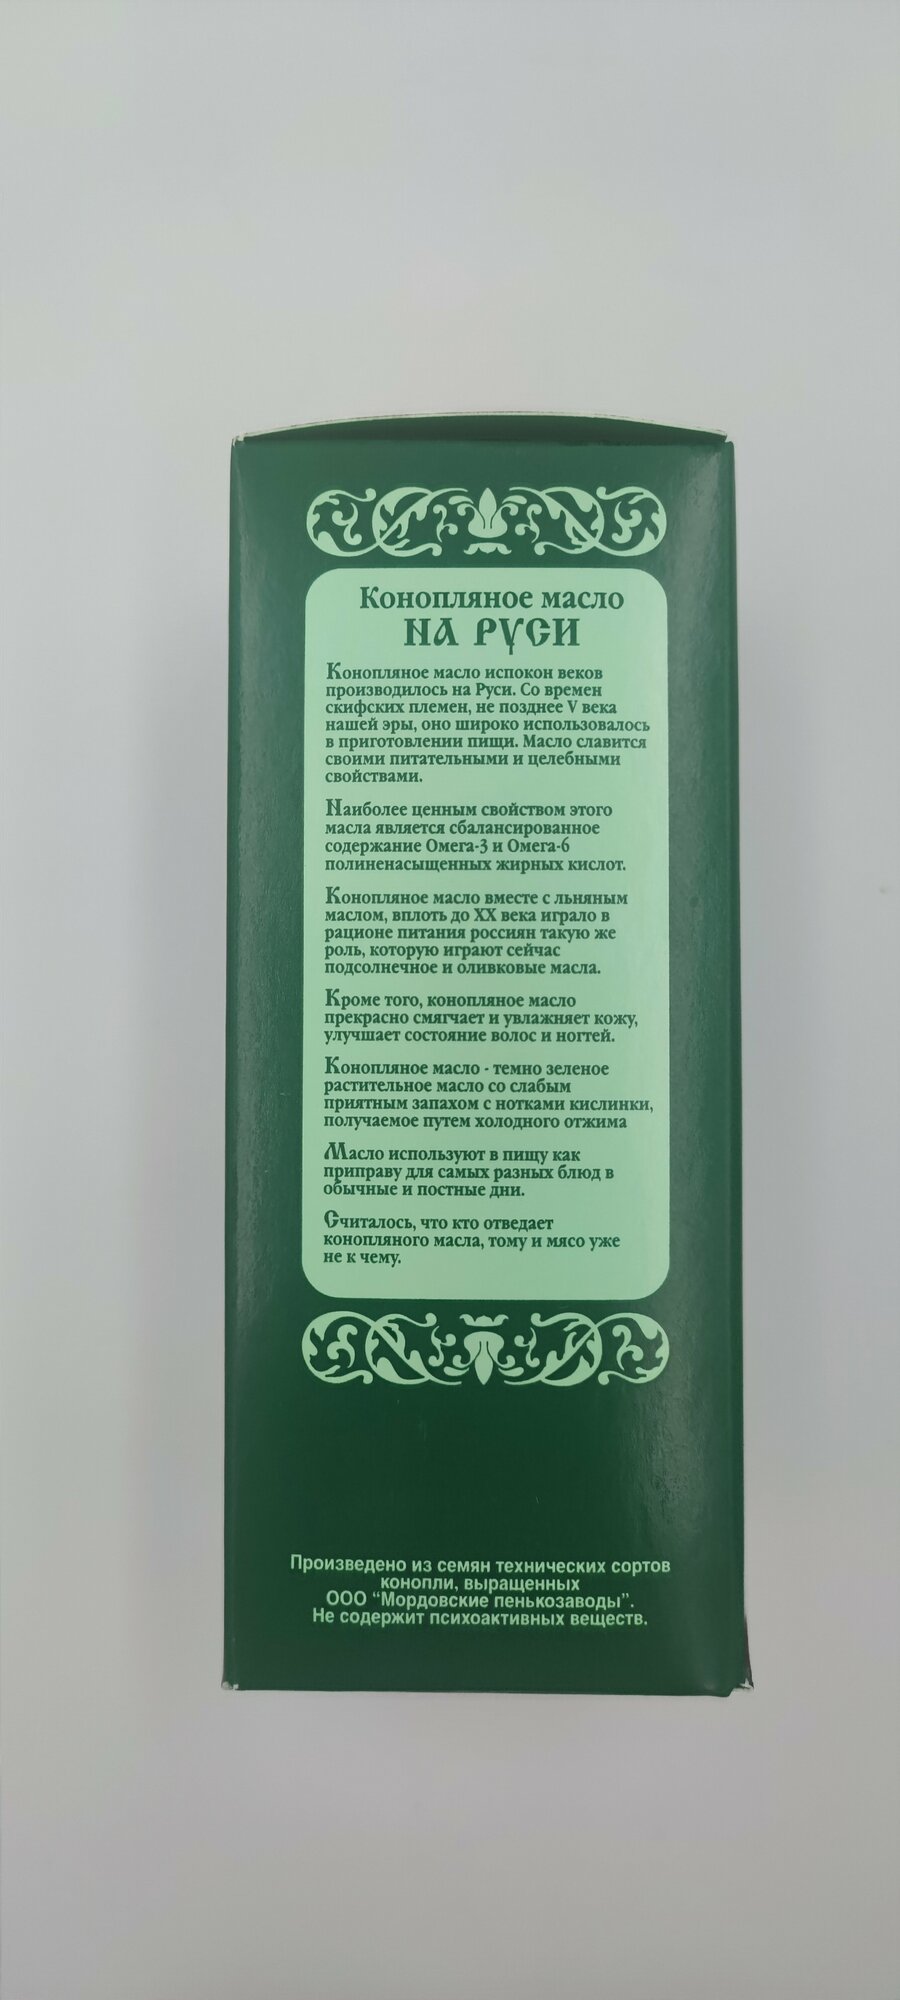 Конопляное масло
НА РУСИ
Конопляное масло испокон веков
производилось на Руси. Со времен
скифских племен, не позднее V века
нашей эры, оно широко использовалось
в приготовлении пищи. Масло славится
своими питательными и целебными
свойствами.
Наиболее ценным свойством этого
масла является сбалансированное
содержание Омега-3 и Омега-6
полиненасыщенных жирных кислот.
Конопляное масло вместе с льняным
маслом, вплоть до XX века играло в
рационе питания россиян такую же
роль, которую играют сейчас
подсолнечное и оливковые масла.
Кроме того, конопляное масло
прекрасно смягчает и увлажняет кожу,
улучшает состояние волос и ногтей.
Конопляное масло - темно зеленое
растительное масло со слабым
приятным запахом с нотками кислинки,
получаемое путем холодного отжима
Масло используют в пищу как
приправу для самых разных блюд в
обычные и постные дни.
Считалось, что кто отведает
конопляного масла, тому и мясо уже
не к чему.
Произведено из семян технических сортов
конопли, выращенных
ООО "Мордовские пенькозаводы".
Не содержит психоактивных веществ.